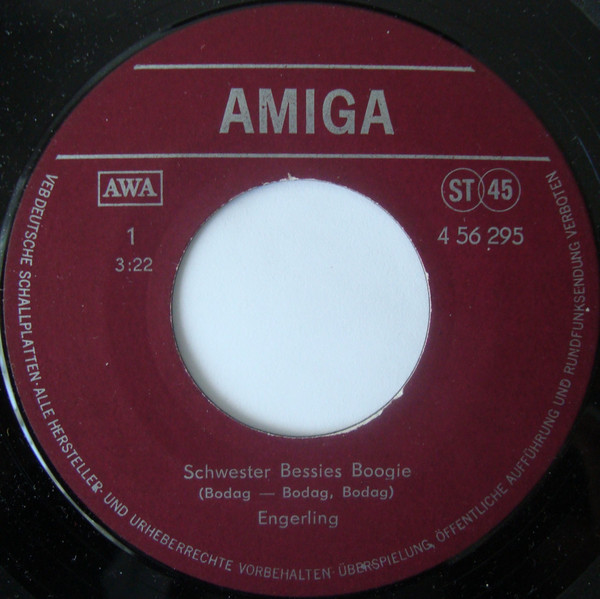 AMIGA
AWA
ST 45
1
4 56 295
3:22
Schwester Bessies Boogie
(Bodag — Bodag, Bodag)
Engerling
VEB DEUTSCHE SCHALLPLATTEN · ALLE HERSTELLER- UND URHEBERRECHTE VORBEHALTEN · ÜBERSPIELUNG, ÖFFENTLICHE AUFFÜHRUNG UND RUNDFUNKSENDUNG VERBOTEN